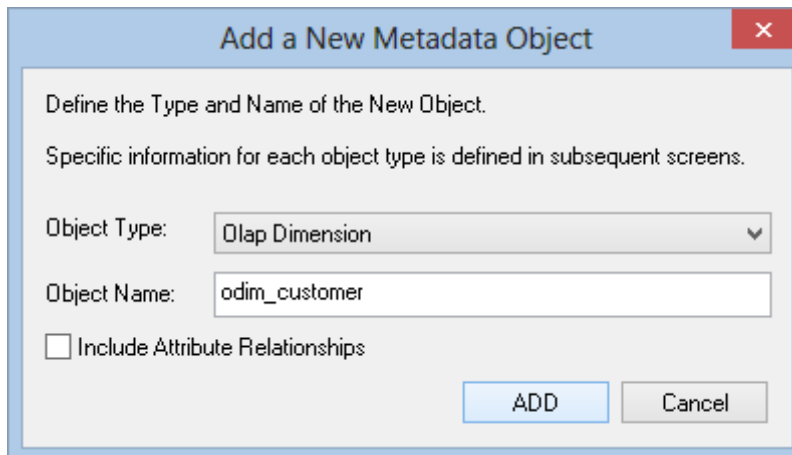 Add a New Metadata Object
Define the Type and Name of the New Object.
Specific information for each object type is defined in subsequent screens.
Object Type: Olap Dimension
Object Name: odim_customer
Include Attribute Relationships
ADD Cancel